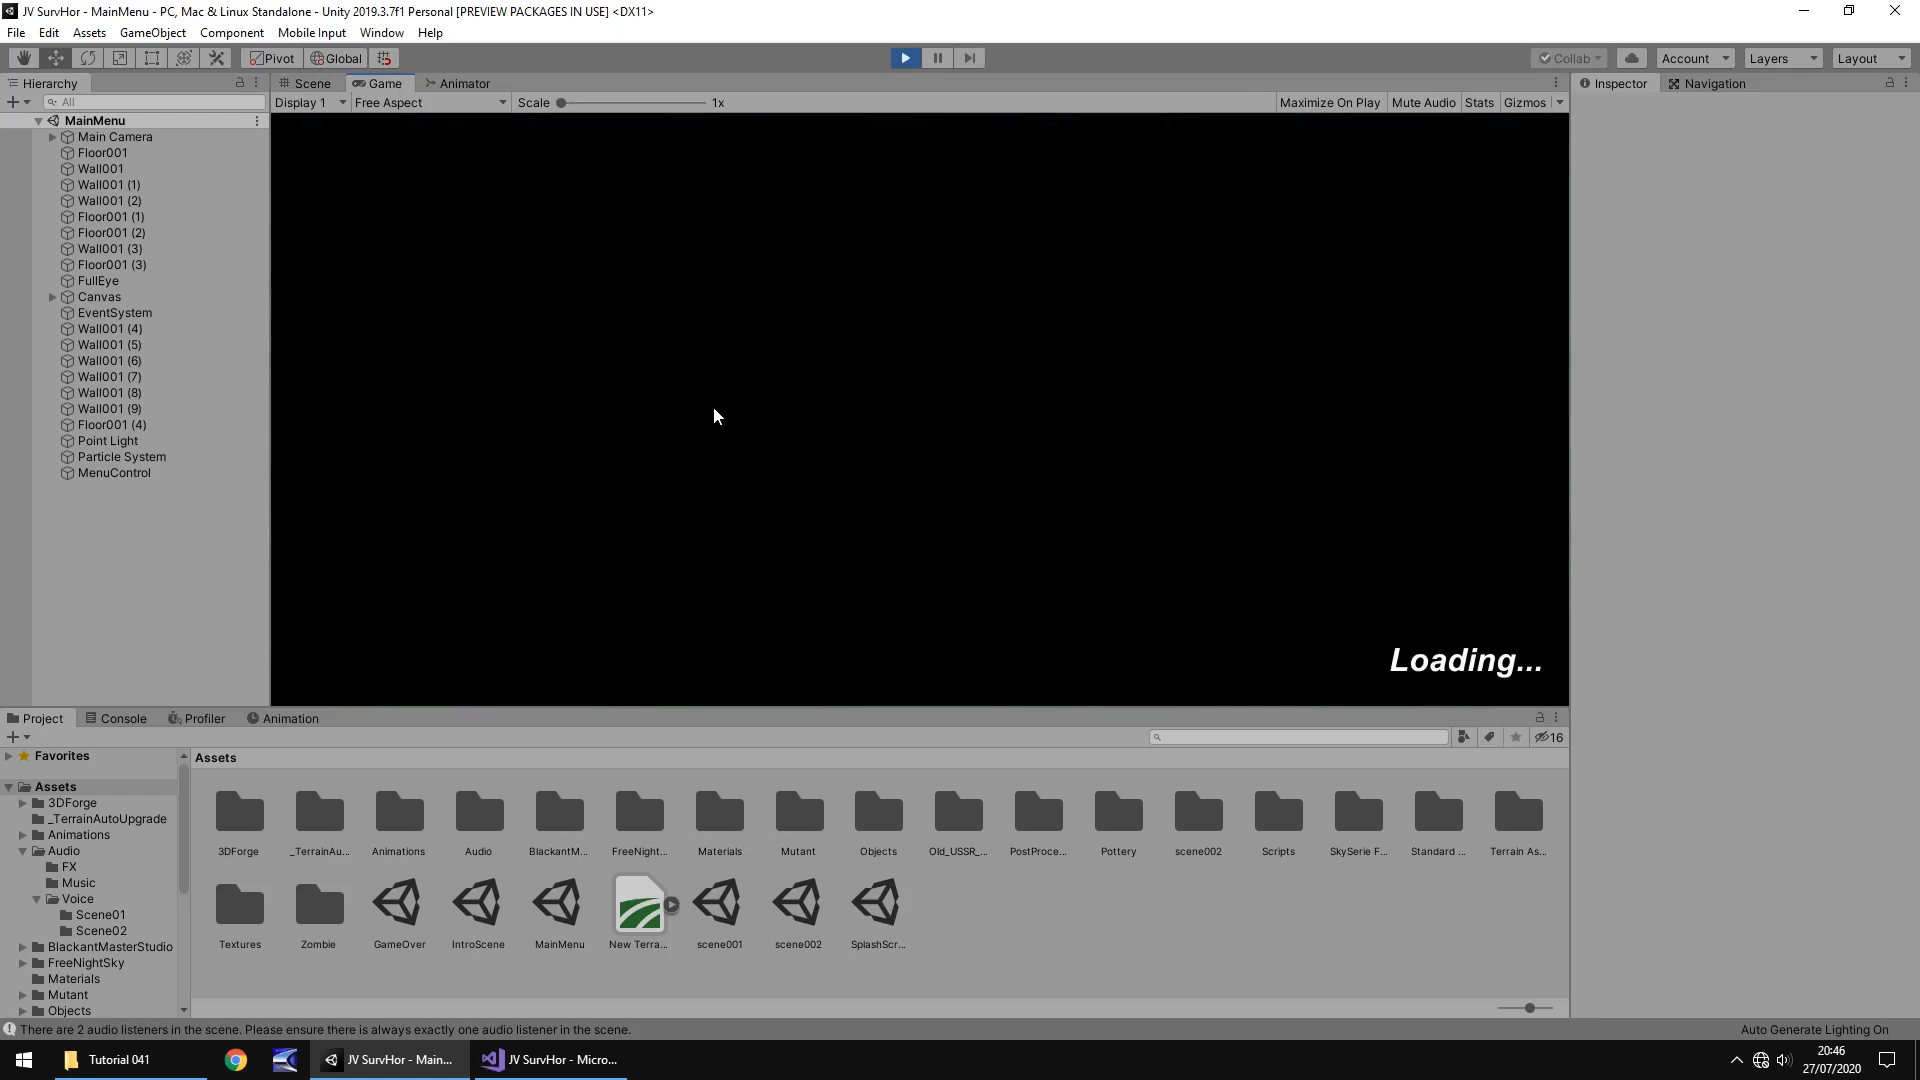 JV SurvHor - MainMenu - PC, Mac & Linux Standalone - Unity 2019.3.7f1 Personal [PREVIEW PACKAGES IN USE] <DX11>
File Edit Assets GameObject Component Mobile Input Window Help
Pivot Global Collab Account Layers Layout
Hierarchy Scene Game Animator Inspector Navigation
All Display 1 Free Aspect Scale 1x Maximize On Play Mute Audio Stats Gizmos
MainMenu
Main Camera
Floor001
Wall001
Wall001 (1)
Wall001 (2)
Floor001 (1)
Floor001 (2)
Wall001 (3)
Floor001 (3)
FullEye
Canvas
EventSystem
Wall001 (4)
Wall001 (5)
Wall001 (6)
Wall001 (7)
Wall001 (8)
Wall001 (9)
Floor001 (4)
Point Light
Particle System
MenuControl
Loading...
Project Console Profiler Animation
16
Favorites
Assets
3DForge
_TerrainAutoUpgrade
Animations
Audio
FX
Music
Voice
Scene01
Scene02
BlackantMasterStudio
FreeNightSky
Materials
Mutant
Objects
Assets
3DForge _TerrainAu... Animations Audio BlackantM... FreeNight... Materials Mutant Objects Old_USSR_... PostProce... Pottery scene002 Scripts SkySerie F... Standard ... Terrain As...
Textures Zombie GameOver IntroScene MainMenu New Terra... scene001 scene002 SplashScr...
There are 2 audio listeners in the scene. Please ensure there is always exactly one audio listener in the scene.
Auto Generate Lighting On
Tutorial 041 JV SurvHor - Main... JV SurvHor - Micro...
20:46
27/07/2020